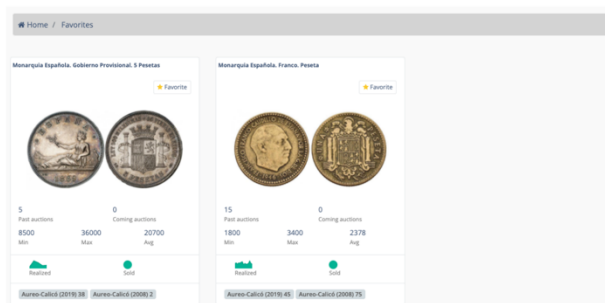 Home / Favorites
Monarquia Española. Gobierno Provisional. 5 Pesetas
Favorite
5
Past auctions
0
Coming auctions
8500
Min
36000
Max
20700
Avg
Realized
Sold
Aureo-Calicó (2019) 38 Aureo-Calicó (2008) 2
Monarquia Española. Franco. Peseta
Favorite
15
Past auctions
0
Coming auctions
1800
Min
3400
Max
2378
Avg
Realized
Sold
Aureo-Calicó (2019) 45 Aureo-Calicó (2008) 75